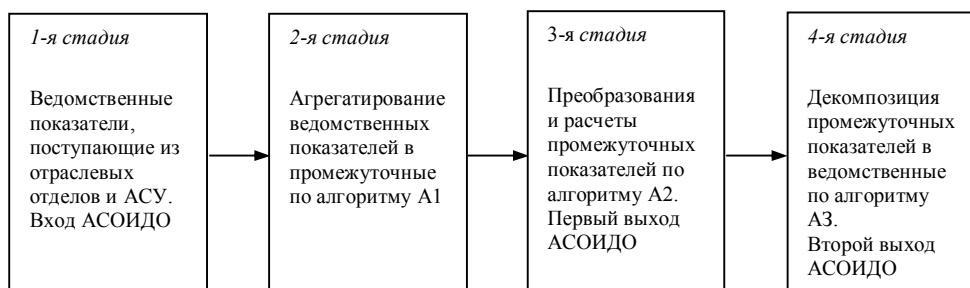 1-я стадия
Ведомственные
показатели,
поступающие из
отраслевых
отделов и АСУ.
Вход АСОИДО
2-я стадия
Агрегатирование
ведомственных
показателей в
промежуточные
по алгоритму А1
3-я стадия
Преобразования
и расчеты
промежуточных
показателей по
алгоритму А2.
Первый выход
АСОИДО
4-я стадия
Декомпозиция
промежуточных
показателей в
ведомственные
по алгоритму
А3.
Второй выход
АСОИДО